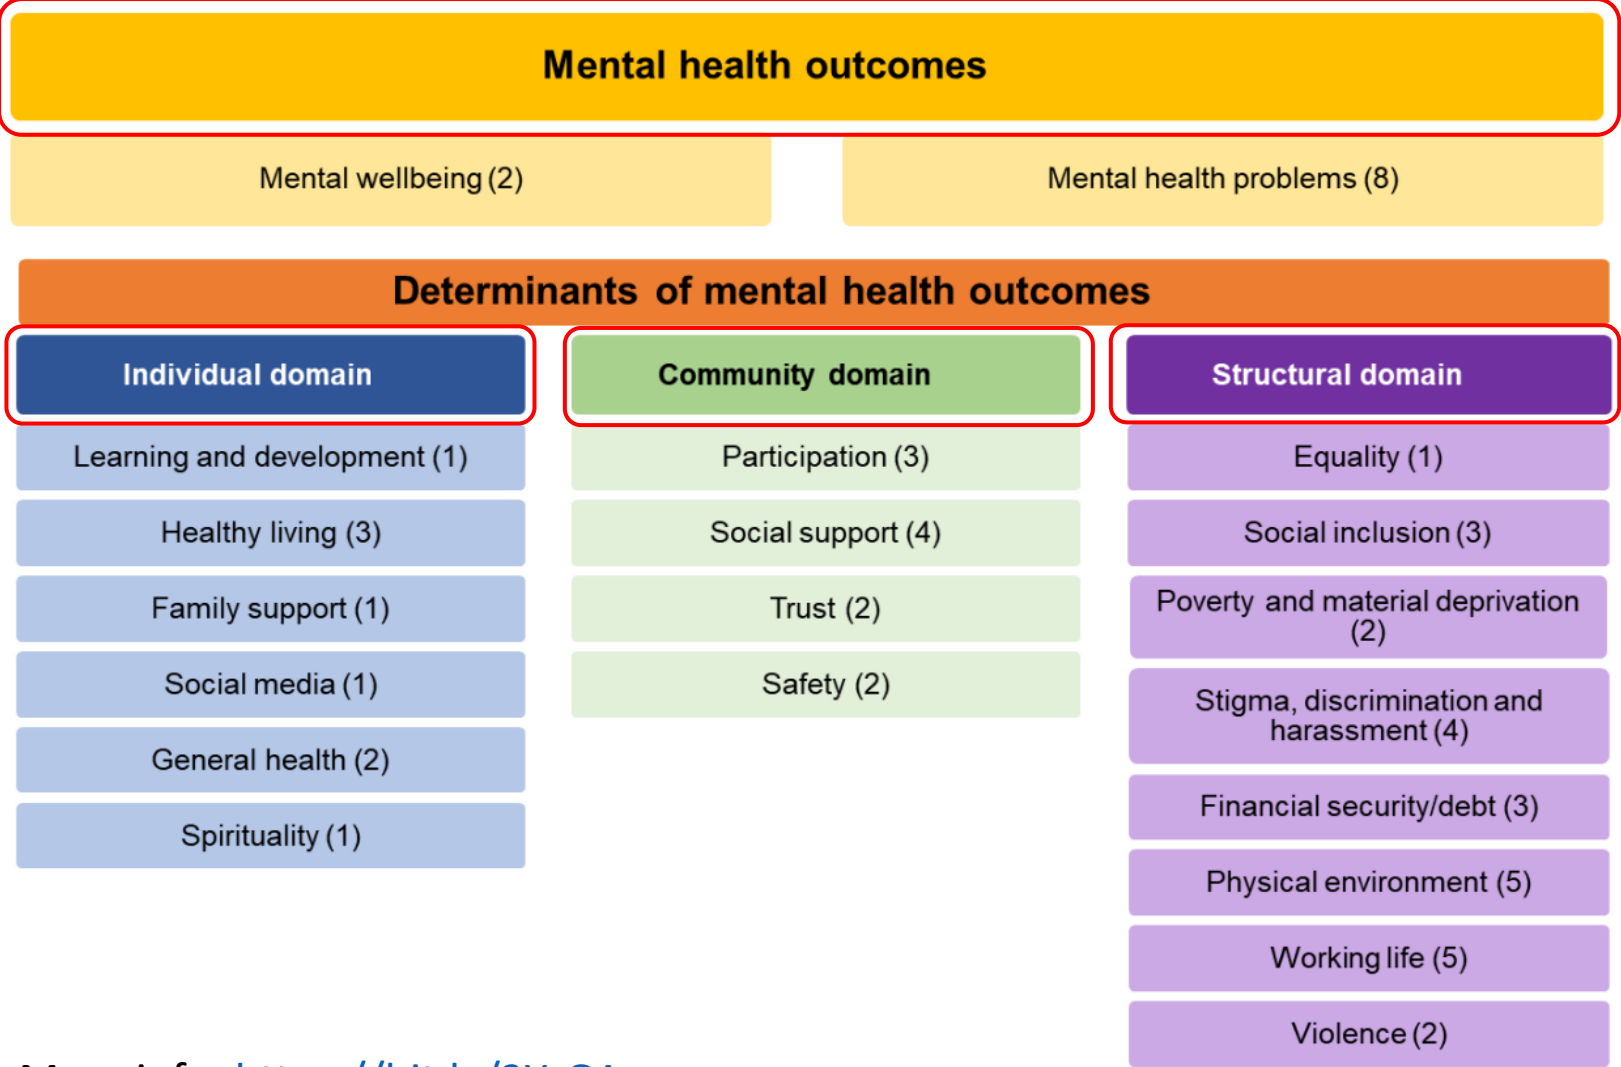 Mental health outcomes
Mental wellbeing (2)
Mental health problems (8)
Determinants of mental health outcomes
Individual domain
Community domain
Structural domain
Learning and development (1)
Participation (3)
Equality (1)
Healthy living (3)
Social support (4)
Social inclusion (3)
Family support (1)
Trust (2)
Poverty and material deprivation
(2)
Social media (1)
Safety (2)
Stigma, discrimination and
harassment (4)
General health (2)
Financial security/debt (3)
Spirituality (1)
Physical environment (5)
Working life (5)
Violence (2)